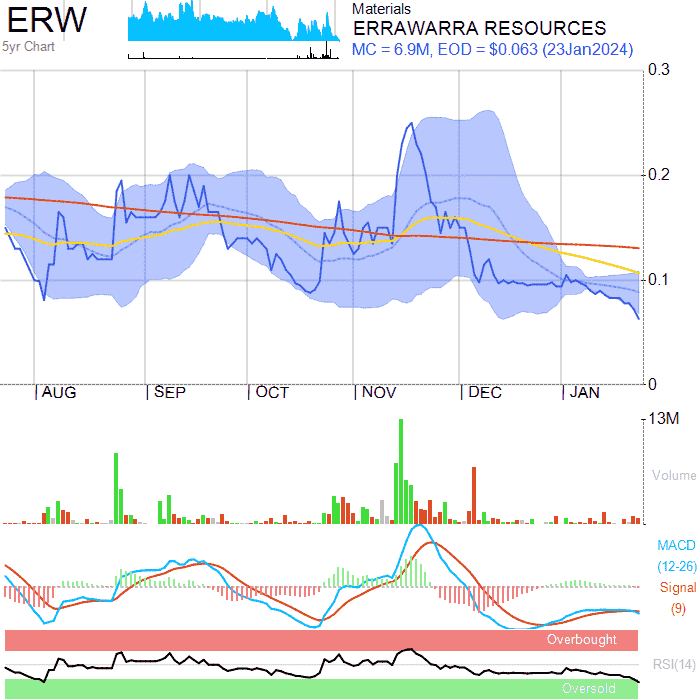 ERW
5yr Chart
Materials
ERRAWARRA RESOURCES
MC = 6.9M, EOD = $0.063 (23Jan2024)
0.3
0.2
0.1
0
AUG SEP OCT NOV DEC JAN
13M
Volume
MACD
(12-26)
Signal
(9)
Overbought
RSI(14)
Oversold